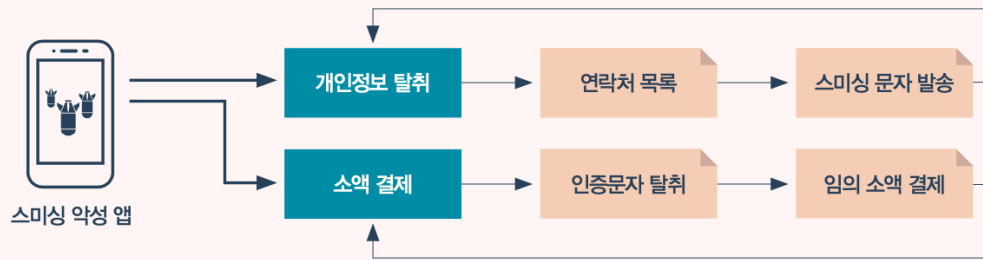 개인정보 탈취
연락처 목록
스미싱 문자 발송
소액 결제
인증문자 탈취
임의 소액 결제
스미싱 악성 앱